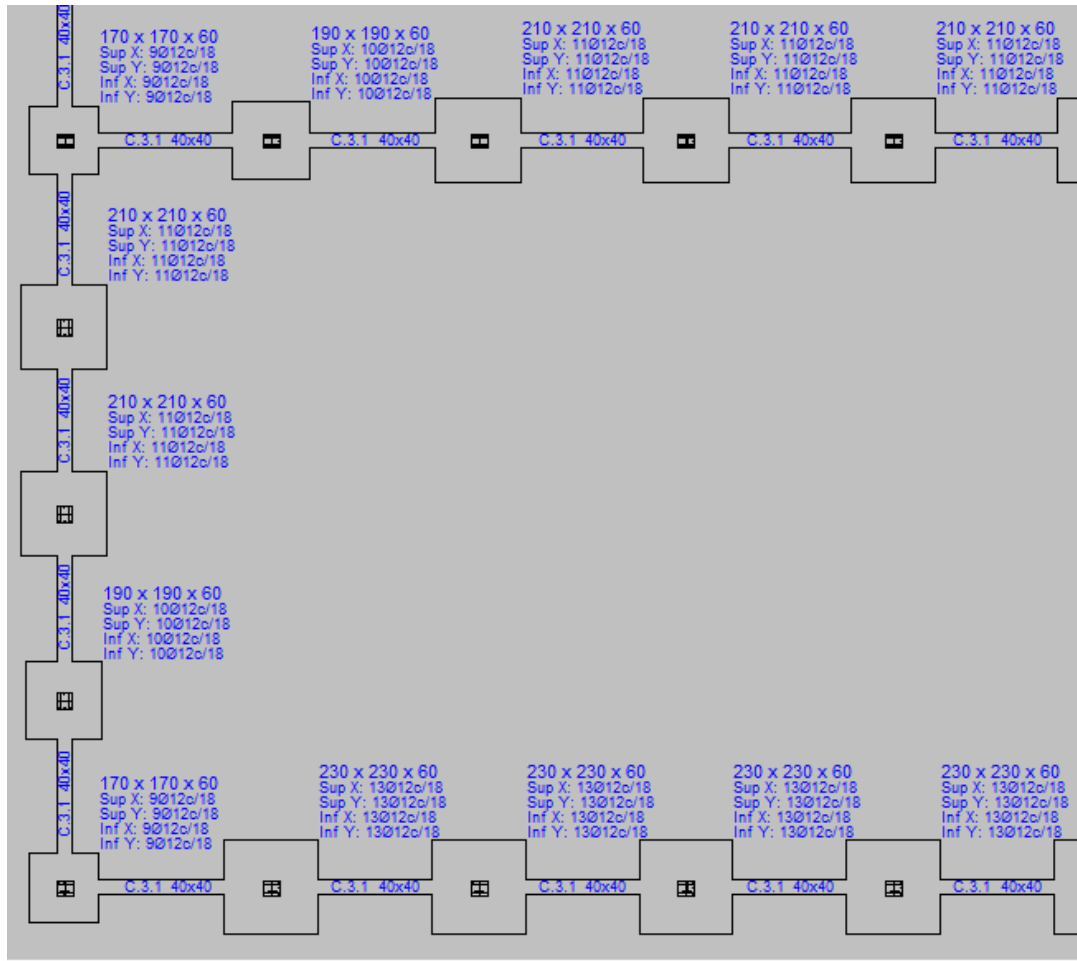 C.3.1 40x40
170 x 170 x 60
Sup X: 9Ø12c/18
Sup Y: 9Ø12c/18
Inf X: 9Ø12c/18
Inf Y: 9Ø12c/18
190 x 190 x 60
Sup X: 10Ø12c/18
Sup Y: 10Ø12c/18
Inf X: 10Ø12c/18
Inf Y: 10Ø12c/18
210 x 210 x 60
Sup X: 11Ø12c/18
Sup Y: 11Ø12c/18
Inf X: 11Ø12c/18
Inf Y: 11Ø12c/18
210 x 210 x 60
Sup X: 11Ø12c/18
Sup Y: 11Ø12c/18
Inf X: 11Ø12c/18
Inf Y: 11Ø12c/18
210 x 210 x 60
Sup X: 11Ø12c/18
Sup Y: 11Ø12c/18
Inf X: 11Ø12c/18
Inf Y: 11Ø12c/18
C.3.1 40x40
C.3.1 40x40
C.3.1 40x40
C.3.1 40x40
C.3.1 40x40
C.3.1 40x40
210 x 210 x 60
Sup X: 11Ø12c/18
Sup Y: 11Ø12c/18
Inf X: 11Ø12c/18
Inf Y: 11Ø12c/18
C.3.1 40x40
210 x 210 x 60
Sup X: 11Ø12c/18
Sup Y: 11Ø12c/18
Inf X: 11Ø12c/18
Inf Y: 11Ø12c/18
C.3.1 40x40
190 x 190 x 60
Sup X: 10Ø12c/18
Sup Y: 10Ø12c/18
Inf X: 10Ø12c/18
Inf Y: 10Ø12c/18
C.3.1 40x40
170 x 170 x 60
Sup X: 9Ø12c/18
Sup Y: 9Ø12c/18
Inf X: 9Ø12c/18
Inf Y: 9Ø12c/18
230 x 230 x 60
Sup X: 13Ø12c/18
Sup Y: 13Ø12c/18
Inf X: 13Ø12c/18
Inf Y: 13Ø12c/18
230 x 230 x 60
Sup X: 13Ø12c/18
Sup Y: 13Ø12c/18
Inf X: 13Ø12c/18
Inf Y: 13Ø12c/18
230 x 230 x 60
Sup X: 13Ø12c/18
Sup Y: 13Ø12c/18
Inf X: 13Ø12c/18
Inf Y: 13Ø12c/18
230 x 230 x 60
Sup X: 13Ø12c/18
Sup Y: 13Ø12c/18
Inf X: 13Ø12c/18
Inf Y: 13Ø12c/18
C.3.1 40x40
C.3.1 40x40
C.3.1 40x40
C.3.1 40x40
C.3.1 40x40